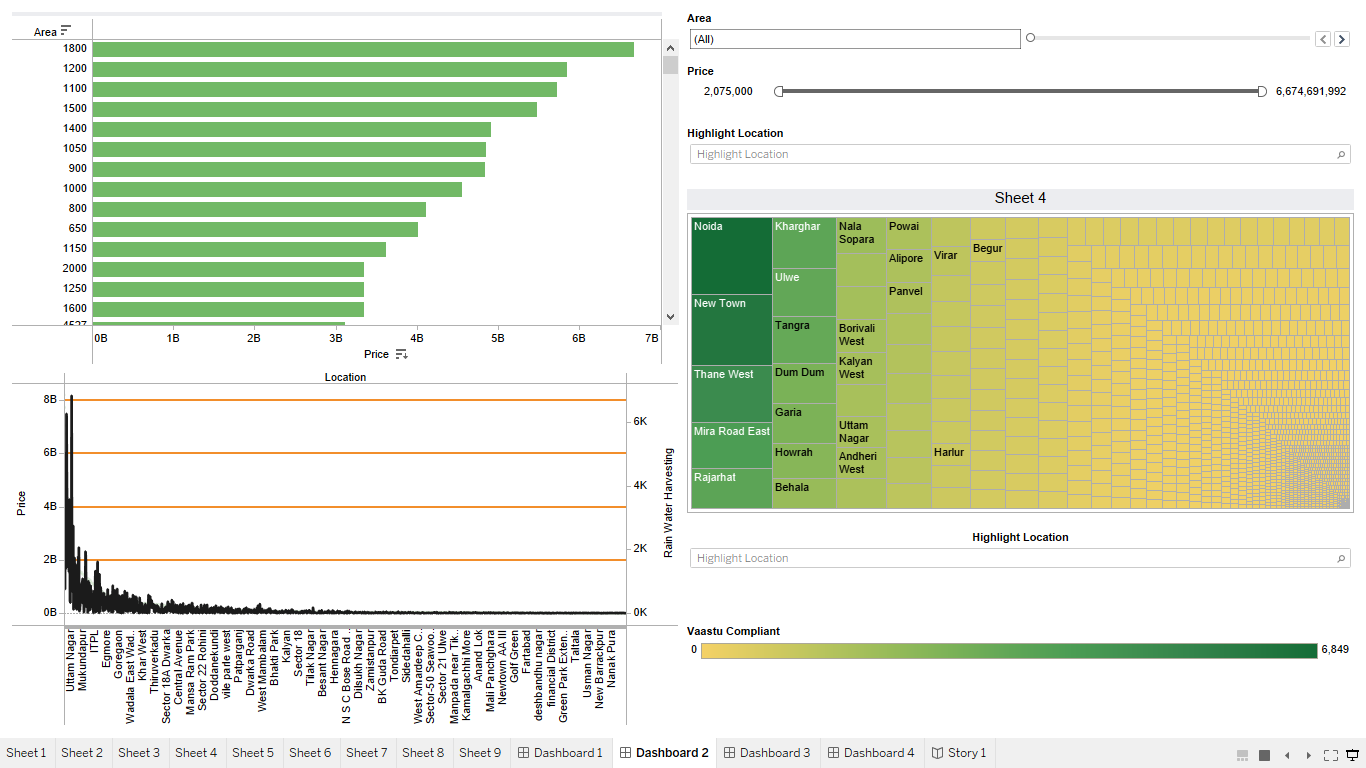 Area
1800
1200
1100
1500
1400
1050
900
1000
800
650
1150
2000
1250
1600
4527
0B 1B 2B 3B 4B 5B 6B 7B
Price
Location
8B
6B
4B
2B
0B
Price
6K
4K
2K
0K
Rain Water Harvesting
Uttam Nagar
Mukundapur
ITPL
Egmore
Goregaon
Wadala East Wad..
Khar West
Thiruverkadu
Sector 18A Dwarka
Central Avenue
Mansa Ram Park
Sector 22 Rohini
Doddanekundi
vile parle west
Patparganj
Dwarka Road
West Mambalam
Bhakti Park
Kalyan
Sector 18
Tilak Nagar
Besant Nagar
Hennagara
N S C Bose Road..
Dilsukh Nagar
Zamistanpur
BK Guda Road
Tondiarpet
Sidedahalli
West Amardeep C..
Sector-50 Seawoo..
Sector 21 Ulwe
Manpada near Tik..
Kamalgachhi More
Anand Lok
Mali Panchghara
Newtown AA III
Golf Green
Fartabad
deshbandhu nagar
financial District
Green Park Exten..
Taltala
Usman Nagar
New Barrackpur
Nanak Pura
Area
(All)
Price
2,075,000
6,674,691,992
Highlight Location
Highlight Location
Sheet 4
Noida
New Town
Thane West
Mira Road East
Rajarhat
Kharghar
Ulwe
Tangra
Dum Dum
Garia
Howrah
Behala
Nala
Sopara
Borivali
West
Kalyan
West
Uttam
Nagar
Andheri
West
Powai
Alipore
Panvel
Virar
Harlur
Begur
Highlight Location
Highlight Location
Vaastu Compliant
0
6,849
Sheet 1 Sheet 2 Sheet 3 Sheet 4 Sheet 5 Sheet 6 Sheet 7 Sheet 8 Sheet 9 Dashboard 1 Dashboard 2 Dashboard 3 Dashboard 4 Story 1